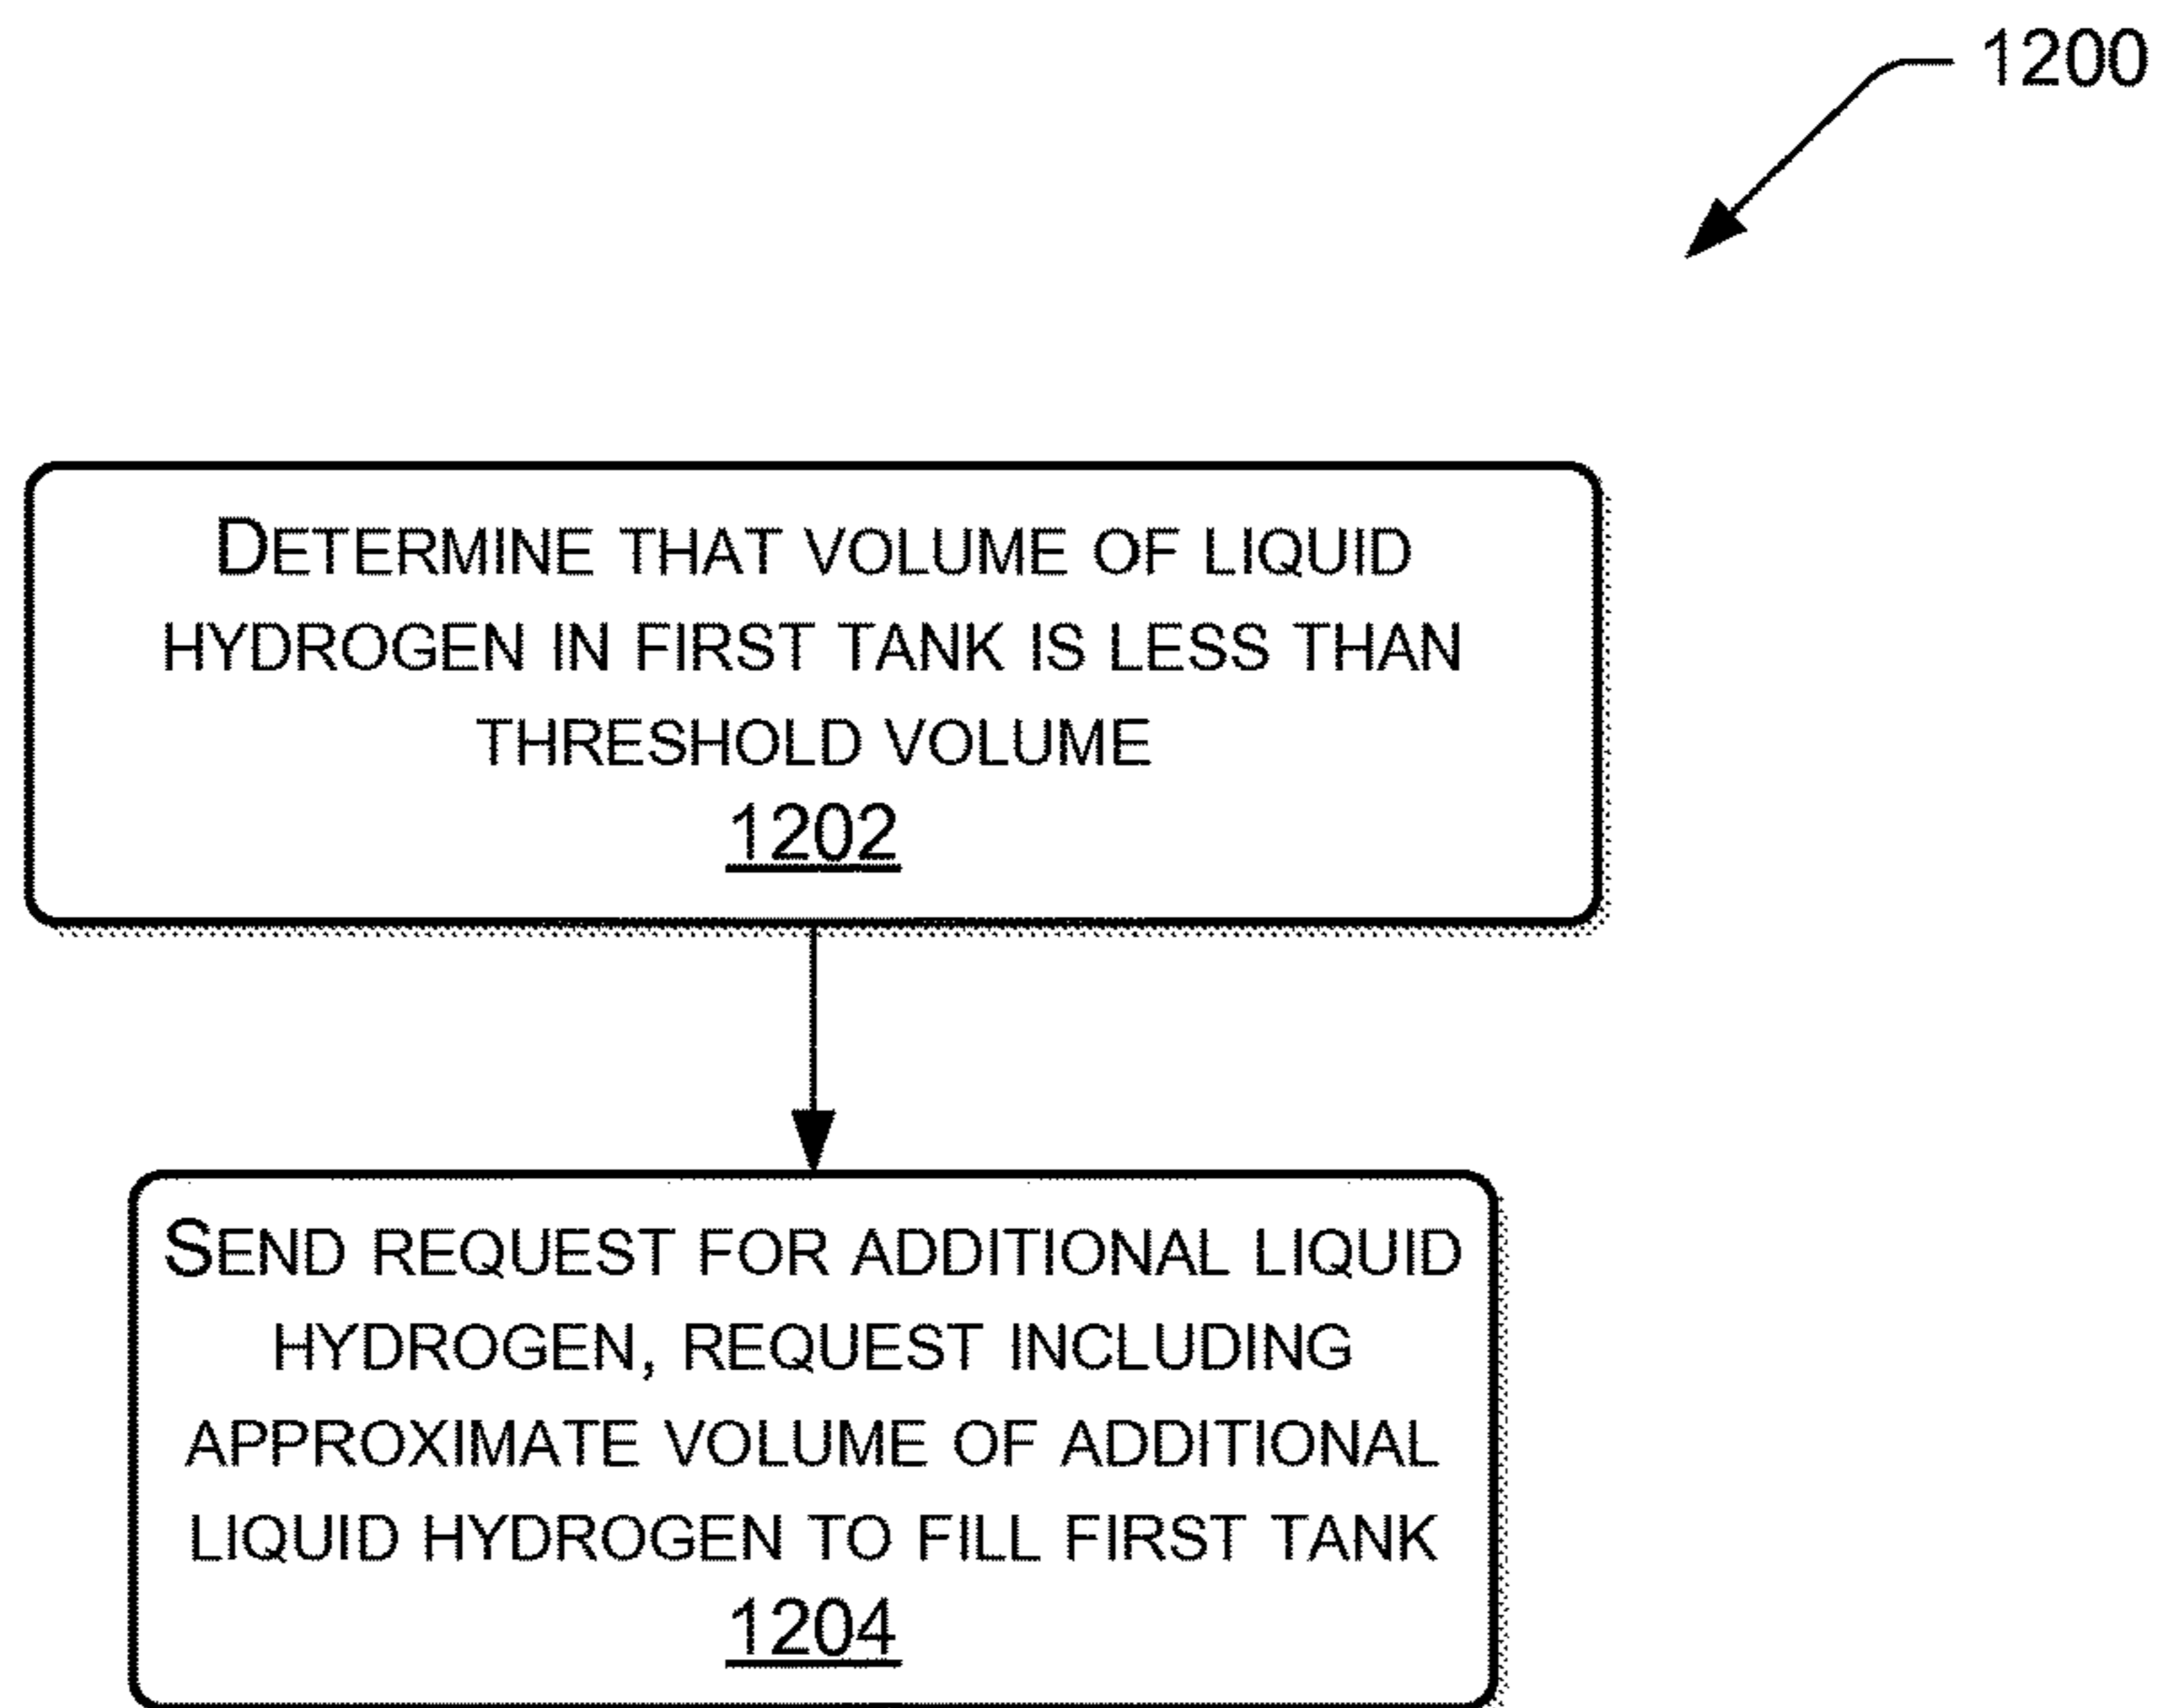 1200
DETERMINE THAT VOLUME OF LIQUID
HYDROGEN IN FIRST TANK IS LESS THAN
THRESHOLD VOLUME
1202
SEND REQUEST FOR ADDITIONAL LIQUID
HYDROGEN, REQUEST INCLUDING
APPROXIMATE VOLUME OF ADDITIONAL
LIQUID HYDROGEN TO FILL FIRST TANK
1204